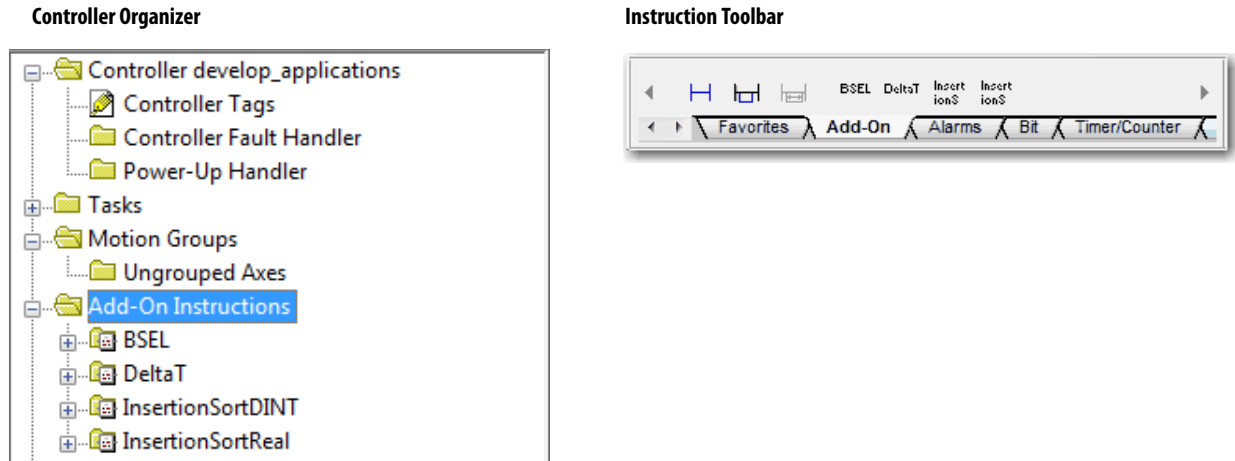 Controller Organizer
Controller develop_applications
Controller Tags
Controller Fault Handler
Power-Up Handler
Tasks
Motion Groups
Ungrouped Axes
Add-On Instructions
BSEL
DeltaT
InsertionSortDINT
InsertionSortReal
Instruction Toolbar
BSEL DeltaT Insert Insert
ionS ionS
Favorites Add-On Alarms Bit Timer/Counter